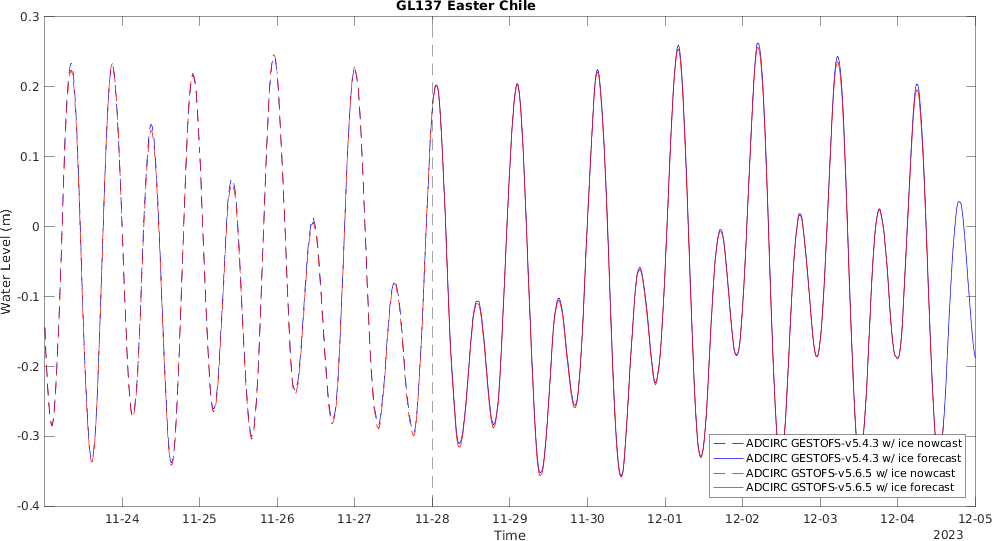 GL137 Easter Chile
0.3
0.2
0.1
0
-0.1
-0.2
-0.3
-0.4
Water Level (m)
ADCIRC GESTOFS-v5.4.3 w/ ice nowcast
ADCIRC GESTOFS-v5.4.3 w/ ice forecast
ADCIRC GSTOFS-v5.6.5 w/ ice nowcast
ADCIRC GSTOFS-v5.6.5 w/ ice forecast
11-24 11-25 11-26 11-27 11-28 11-29 11-30 12-01 12-02 12-03 12-04 12-05
Time
2023